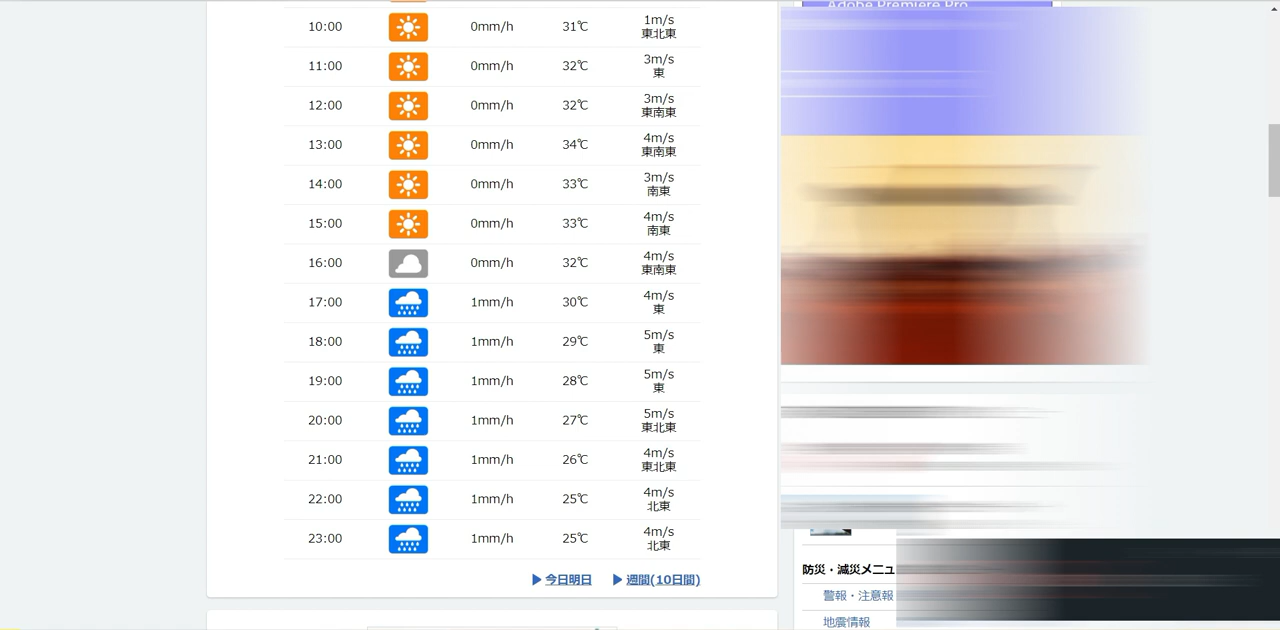 Adobe Premiere Pro
10:00 0mm/h 31℃ 1m/s
東北東
11:00 0mm/h 32℃ 3m/s
東
12:00 0mm/h 32℃ 3m/s
東南東
13:00 0mm/h 34℃ 4m/s
東南東
14:00 0mm/h 33℃ 3m/s
南東
15:00 0mm/h 33℃ 4m/s
南東
16:00 0mm/h 32℃ 4m/s
東南東
17:00 1mm/h 30℃ 4m/s
東
18:00 1mm/h 29℃ 5m/s
東
19:00 1mm/h 28℃ 5m/s
東
20:00 1mm/h 27℃ 5m/s
東北東
21:00 1mm/h 26℃ 4m/s
東北東
22:00 1mm/h 25℃ 4m/s
北東
23:00 1mm/h 25℃ 4m/s
北東
▶今日明日 ▶週間(10日間)
防災・減災メニュ
警報・注意報
地震情報